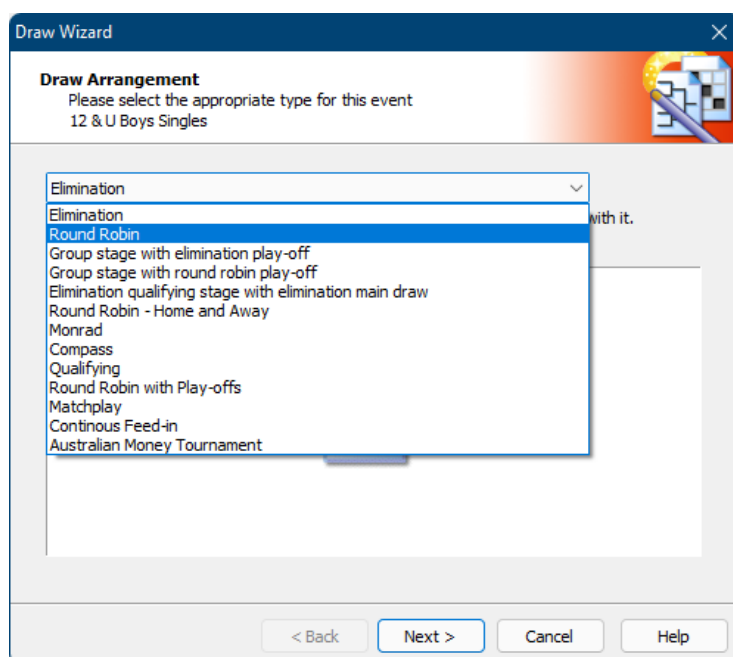 Draw Wizard
Draw Arrangement
Please select the appropriate type for this event
12 & U Boys Singles
Elimination
with it.
Elimination
Round Robin
Group stage with elimination play-off
Group stage with round robin play-off
Elimination qualifying stage with elimination main draw
Round Robin - Home and Away
Monrad
Compass
Qualifying
Round Robin with Play-offs
Matchplay
Continous Feed-in
Australian Money Tournament
< Back Next > Cancel Help